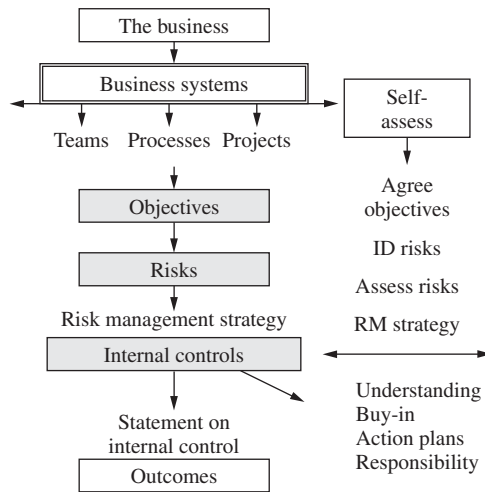 The business
Business systems
Teams
Processes
Projects
Objectives
Risks
Risk management strategy
Internal controls
Statement on
internal control
Outcomes
Self-
assess
Agree
objectives
ID risks
Assess risks
RM strategy
Understanding
Buy-in
Action plans
Responsibility